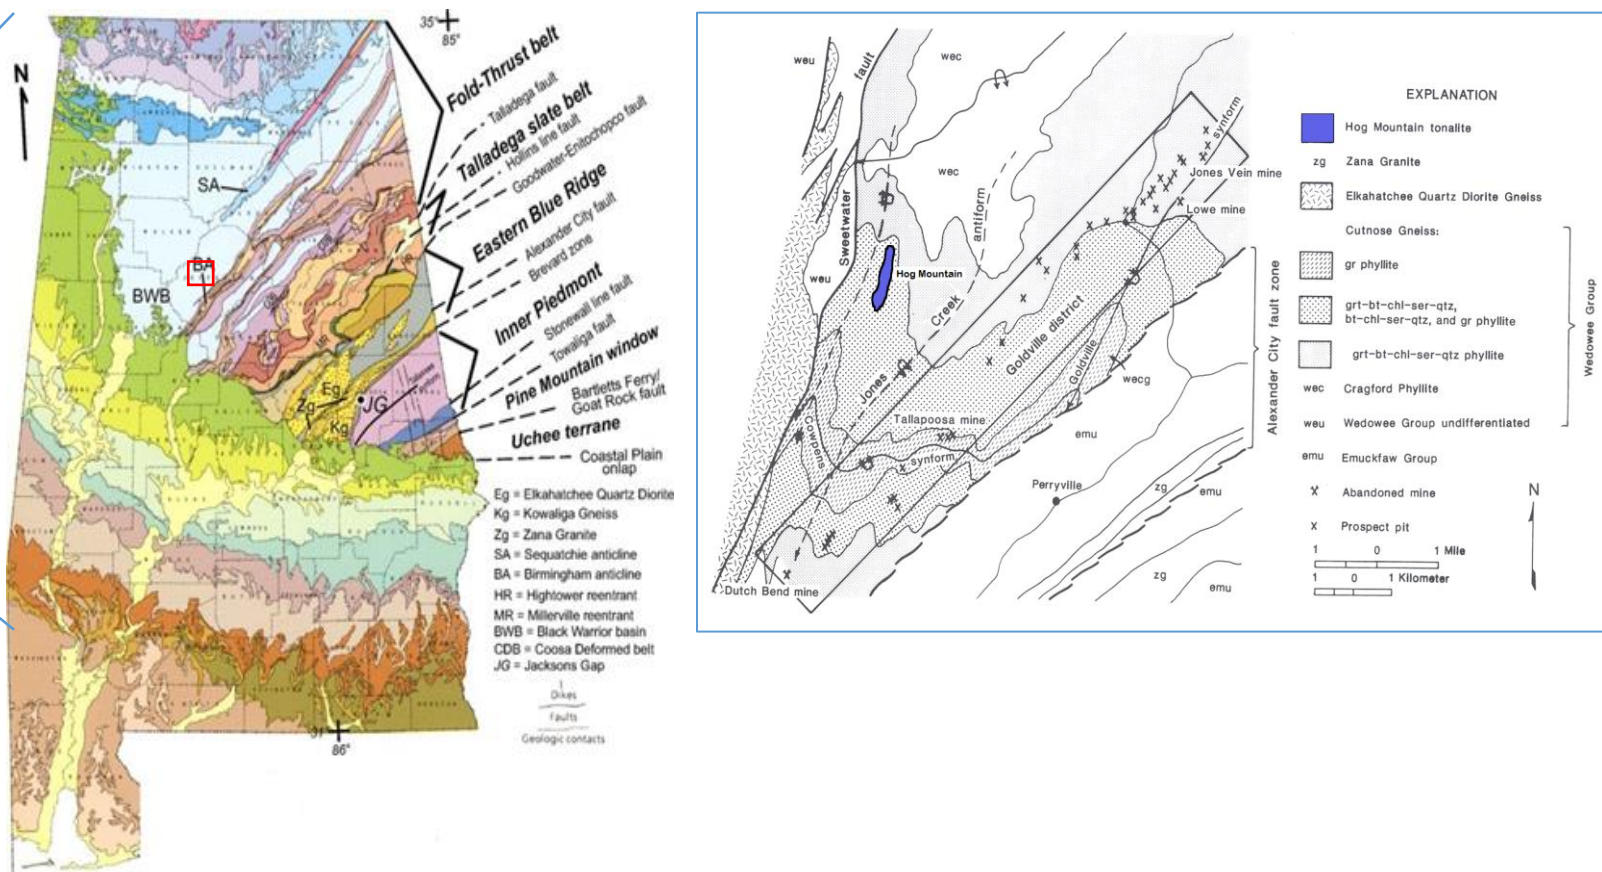 35°
85°
N
Fold-Thrust belt
Talladega fault
Talladega slate belt
Hollins line fault
Goodwater-Enitochopco fault
Eastern Blue Ridge
Alexander City fault
Brevard zone
Inner Piedmont
Stonewall line fault
Towaliga fault
Pine Mountain window
Bartletts Ferry/
Goat Rock fault
Uchee terrane
Coastal Plain
onlap
SA
BA
BWB
HR
MR
Eg
Zg
JG
Kg
Eg = Elkahatchee Quartz Diorite
Kg = Kowaliga Gneiss
Zg = Zana Granite
SA = Sequatchie anticline
BA = Birmingham anticline
HR = Hightower reentrant
MR = Millerville reentrant
BWB = Black Warrior basin
CDB = Coosa Deformed belt
JG = Jacksons Gap
Dikes
Faults
Geologic contacts
31°
86°
weu
fault
wec
synform
wec
Jones Vein mine
Lowe mine
antiform
Sweetwater
weu
Hog Mountain
Creek
Goldville district
Goldville
Jones
wecg
Tallapoosa mine
Cowpens
synform
emu
Perryville
zg
emu
Dutch Bend mine
zg
emu
Alexander City fault zone
EXPLANATION
Hog Mountain tonalite
zg Zana Granite
Elkahatchee Quartz Diorite Gneiss
Cutnose Gneiss:
gr phyllite
grt-bt-chl-ser-qtz,
bt-chl-ser-qtz, and gr phyllite
grt-bt-chl-ser-qtz phyllite
wec Cragford Phyllite
weu Wedowee Group undifferentiated
Wedowee Group
emu Emuckfaw Group
Abandoned mine
x Prospect pit
N
1 0 1 Mile
1 0 1 Kilometer